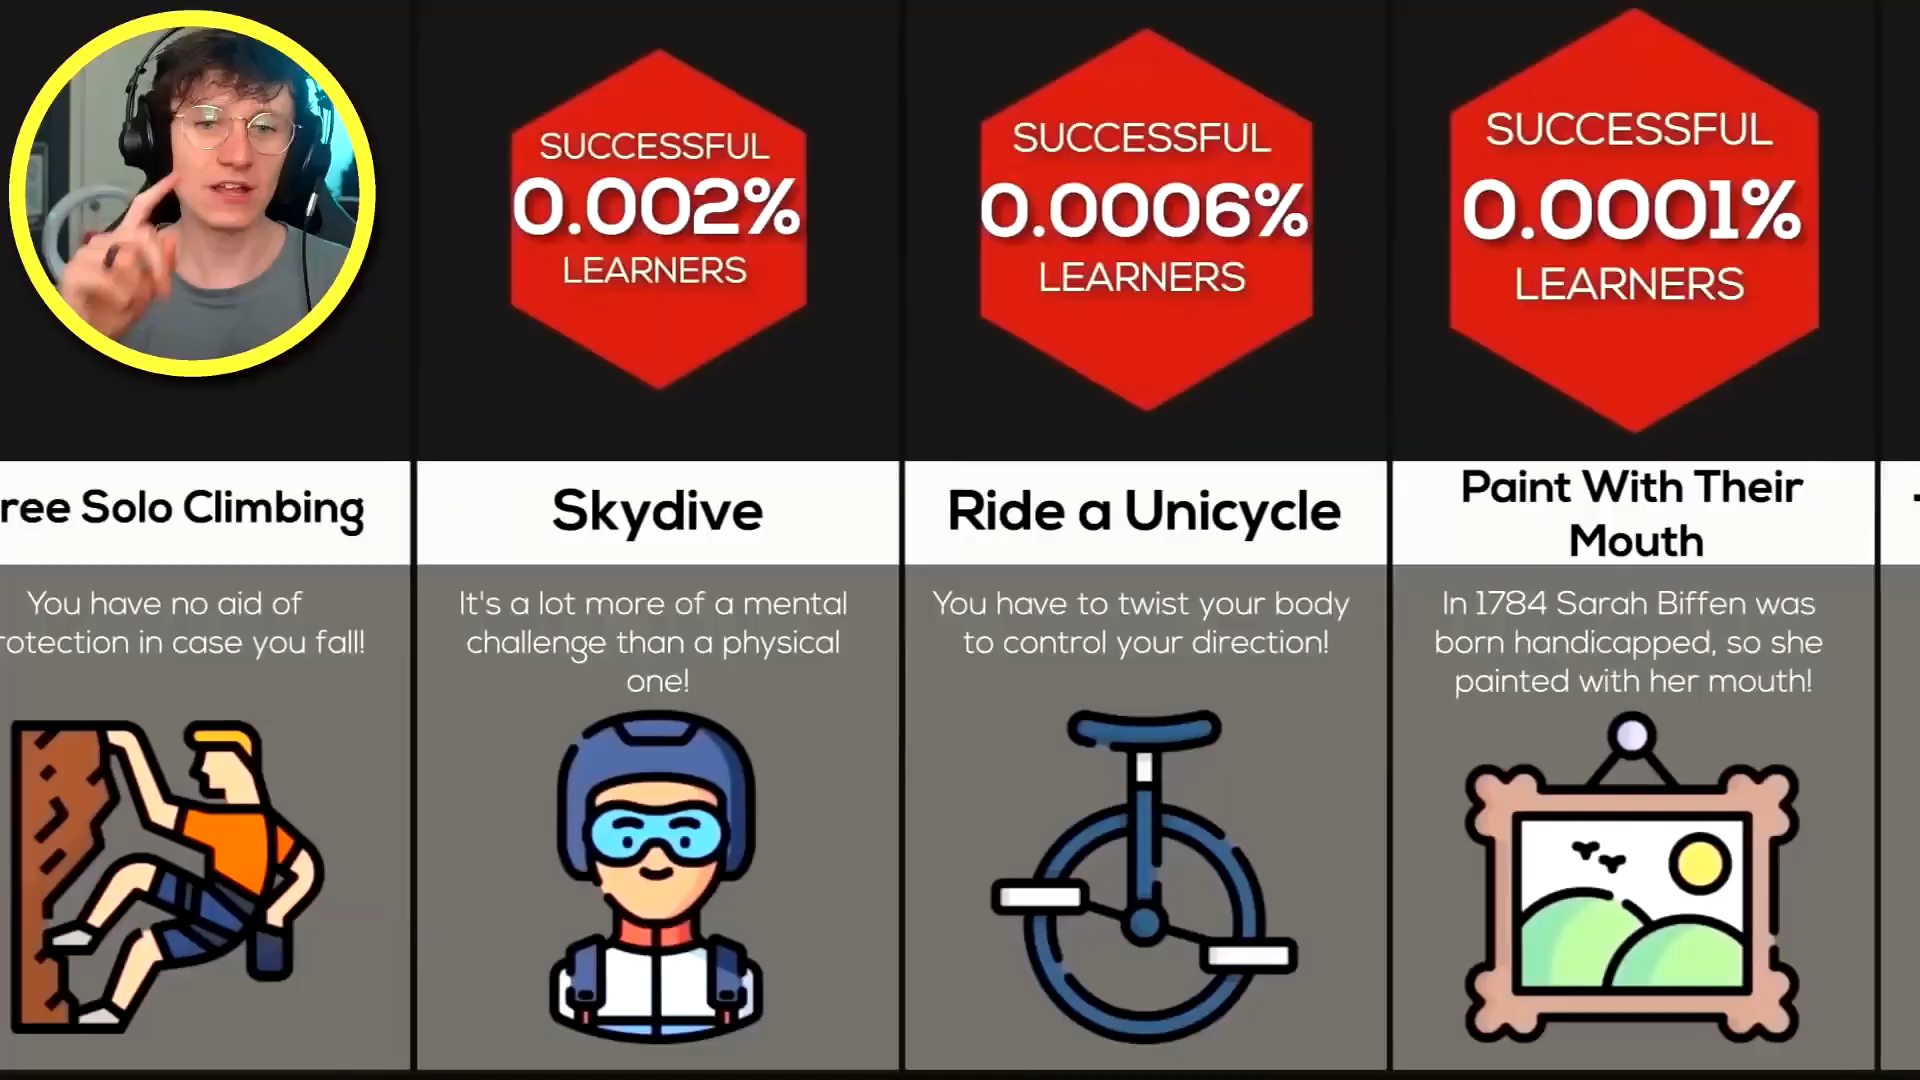 SUCCESSFUL
0.002%
LEARNERS
SUCCESSFUL
0.0006%
LEARNERS
SUCCESSFUL
0.0001%
LEARNERS
ree Solo Climbing
You have no aid of
rotection in case you fall!
Skydive
It's a lot more of a mental
challenge than a physical
one!
Ride a Unicycle
You have to twist your body
to control your direction!
Paint With Their
Mouth
In 1784 Sarah Biffen was
born handicapped, so she
painted with her mouth!